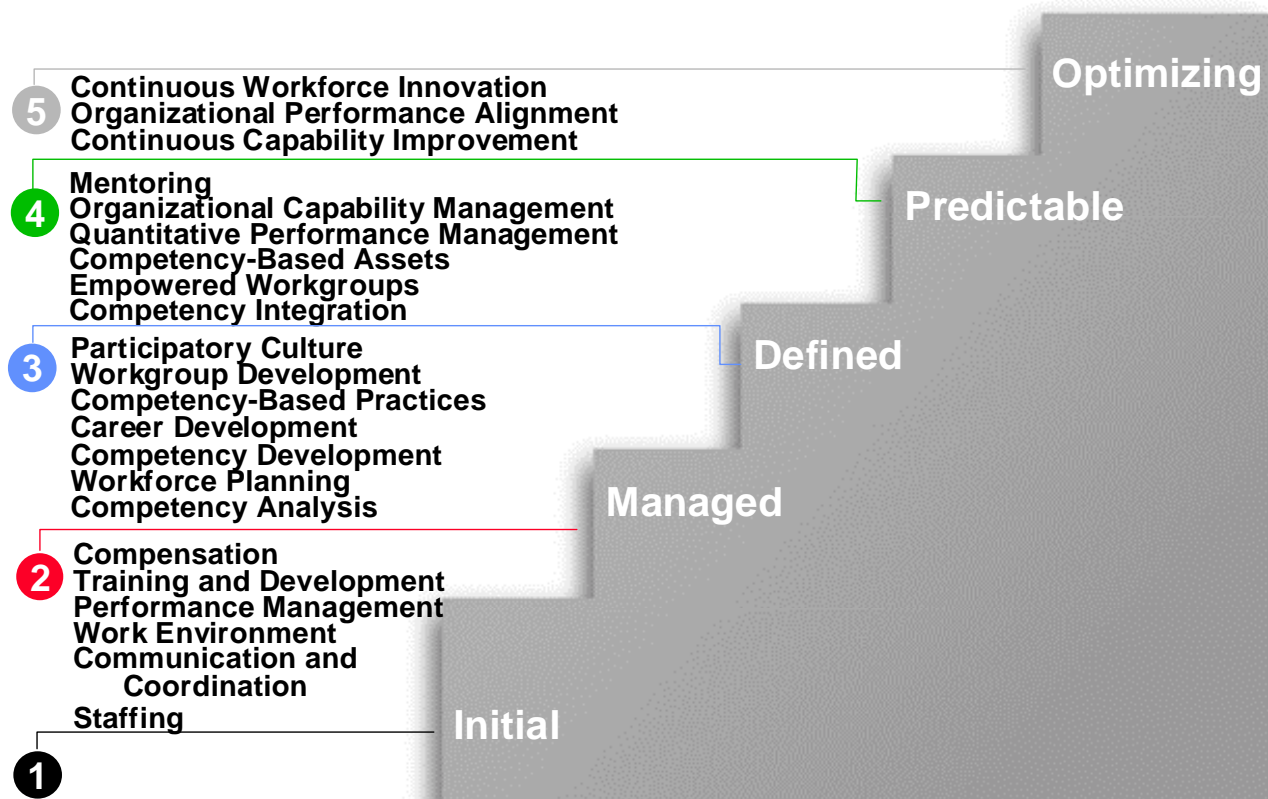 Optimizing
5
Continuous Workforce Innovation
Organizational Performance Alignment
Continuous Capability Improvement
Predictable
4
Mentoring
Organizational Capability Management
Quantitative Performance Management
Competency-Based Assets
Empowered Workgroups
Competency Integration
Defined
3
Participatory Culture
Workgroup Development
Competency-Based Practices
Career Development
Competency Development
Workforce Planning
Competency Analysis
Managed
2
Compensation
Training and Development
Performance Management
Work Environment
Communication and
Coordination
Staffing
Initial
1